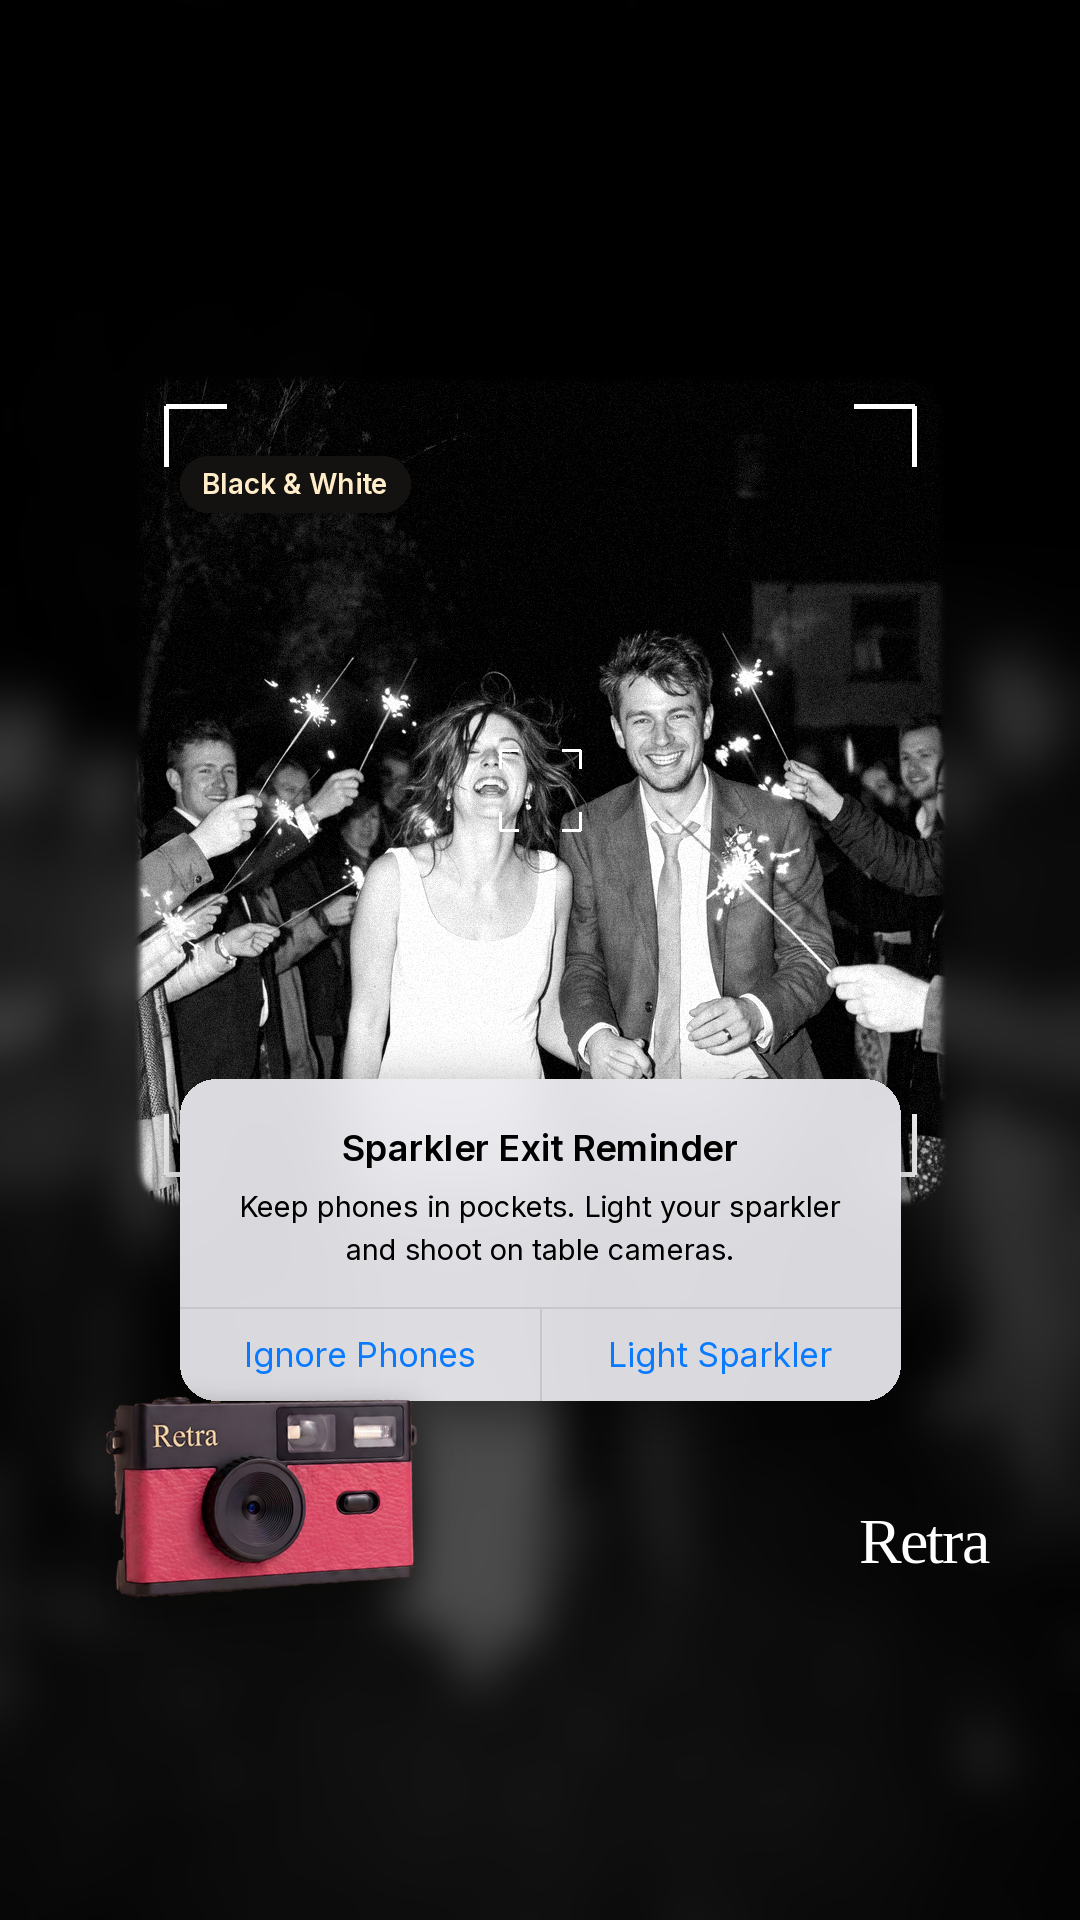 Black & White
Sparkler Exit Reminder
Keep phones in pockets. Light your sparkler
and shoot on table cameras.
Ignore Phones
Light Sparkler
Retra
Retra